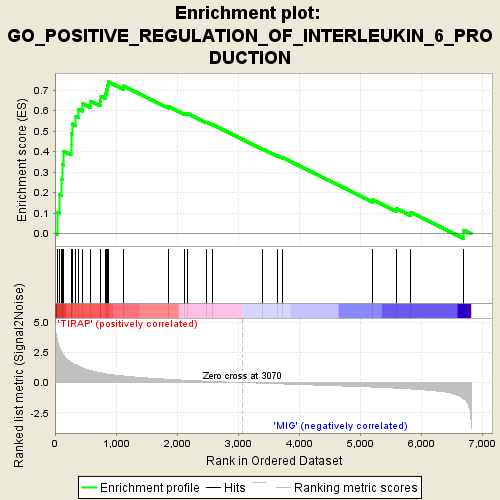 Enrichment plot:
GO_POSITIVE_REGULATION_OF_INTERLEUKIN_6_PRO
DUCTION
Enrichment score (ES)
0.7
0.6
0.5
0.4
0.3
0.2
0.1
0.0
Ranked list metric (Signal2Noise)
5.0
2.5
0.0
-2.5
'TIRAP' (positively correlated)
Zero cross at 3070
'MIG' (negatively correlated)
0
1,000
2,000
3,000
4,000
5,000
6,000
7,000
Rank in Ordered Dataset
Enrichment profile
Hits
Ranking metric scores